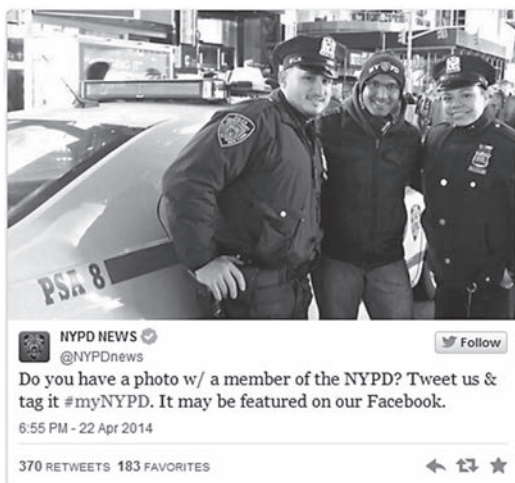 NYPD
PSA 8
NYPD NEWS
@NYPDnews
Follow
Do you have a photo w/ a member of the NYPD? Tweet us &
tag it #myNYPD. It may be featured on our Facebook.
6:55 PM - 22 Apr 2014
370 RETWEETS 183 FAVORITES